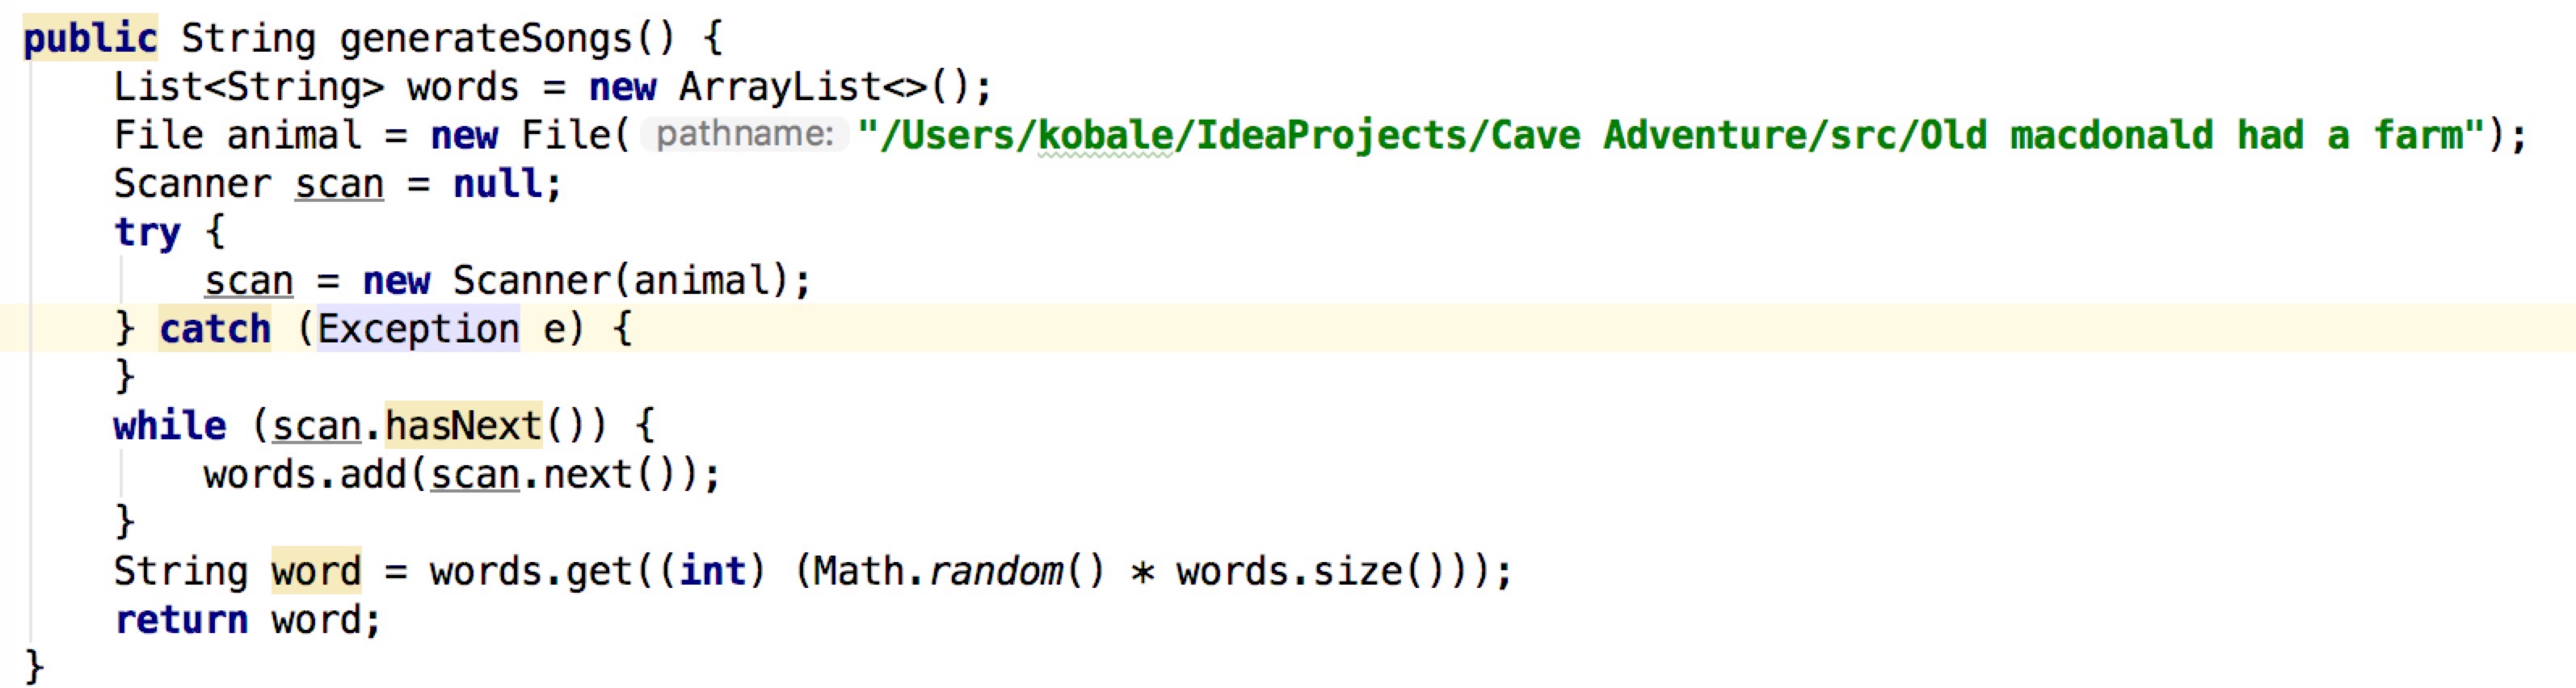 public String generateSongs() {
List<String> words = new ArrayList<>();
File animal = new File( pathname: "/Users/kobale/IdeaProjects/Cave Adventure/src/Old macdonald had a farm");
Scanner scan = null;
try {
scan = new Scanner(animal);
} catch (Exception e) {
}
while (scan.hasNext()) {
words.add(scan.next());
}
String word = words.get((int) (Math.random() * words.size()));
return word;
}